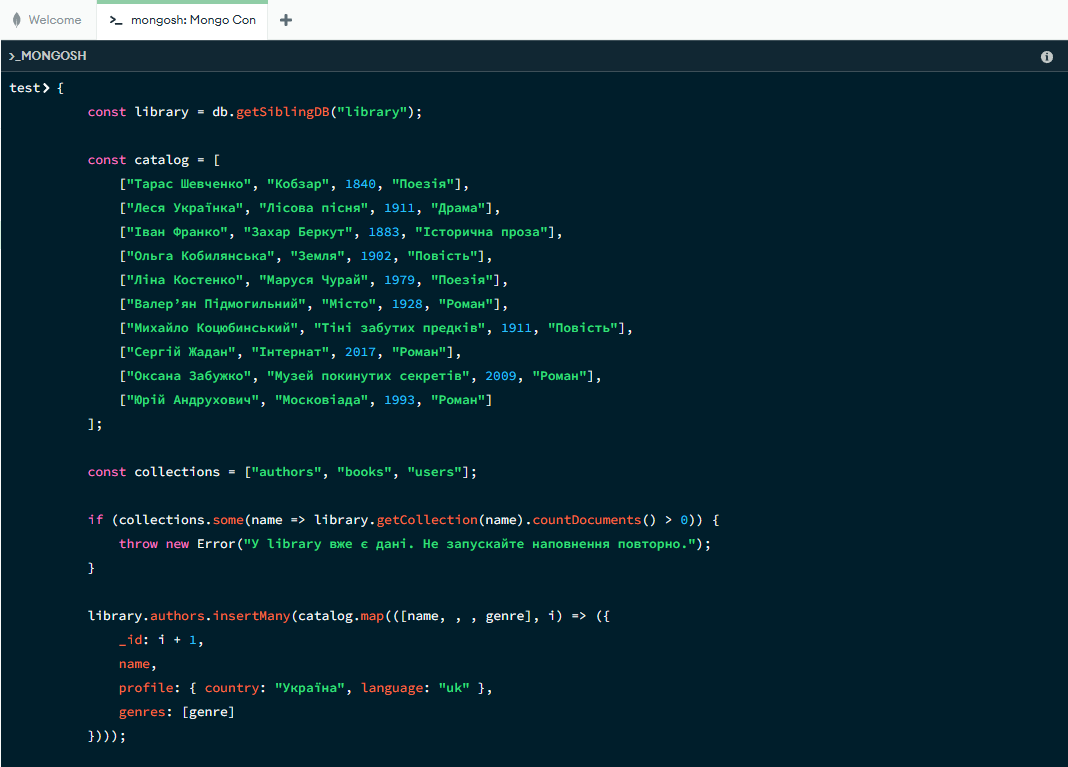 Welcome
>_ mongosh: Mongo Con
+
>_MONGOSH
test> {
const library = db.getSiblingDB("library");
const catalog = [
["Тарас Шевченко", "Кобзар", 1840, "Поезія"],
["Леся Українка", "Лісова пісня", 1911, "Драма"],
["Іван Франко", "Захар Беркут", 1883, "Історична проза"],
["Ольга Кобилянська", "Земля", 1902, "Повість"],
["Ліна Костенко", "Маруся Чурай", 1979, "Поезія"],
["Валер’ян Підмогильний", "Місто", 1928, "Роман"],
["Михайло Коцюбинський", "Тіні забутих предків", 1911, "Повість"],
["Сергій Жадан", "Інтернат", 2017, "Роман"],
["Оксана Забужко", "Музей покинутих секретів", 2009, "Роман"],
["Юрій Андрухович", "Московіада", 1993, "Роман"]
];
const collections = ["authors", "books", "users"];
if (collections.some(name => library.getCollection(name).countDocuments() > 0)) {
throw new Error("У library вже є дані. Не запускайте наповнення повторно.");
}
library.authors.insertMany(catalog.map(([name, , , genre], i) => ({
_id: i + 1,
name,
profile: { country: "Україна", language: "uk" },
genres: [genre]
})));